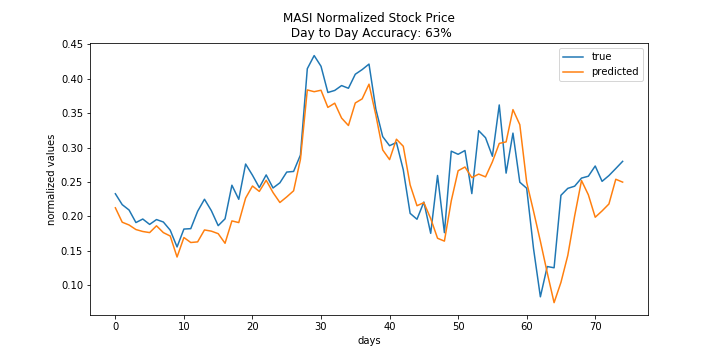 MASI Normalized Stock Price
Day to Day Accuracy: 63%
true
predicted
normalized values
0.45
0.40
0.35
0.30
0.25
0.20
0.15
0.10
0
10
20
30
40
50
60
70
days